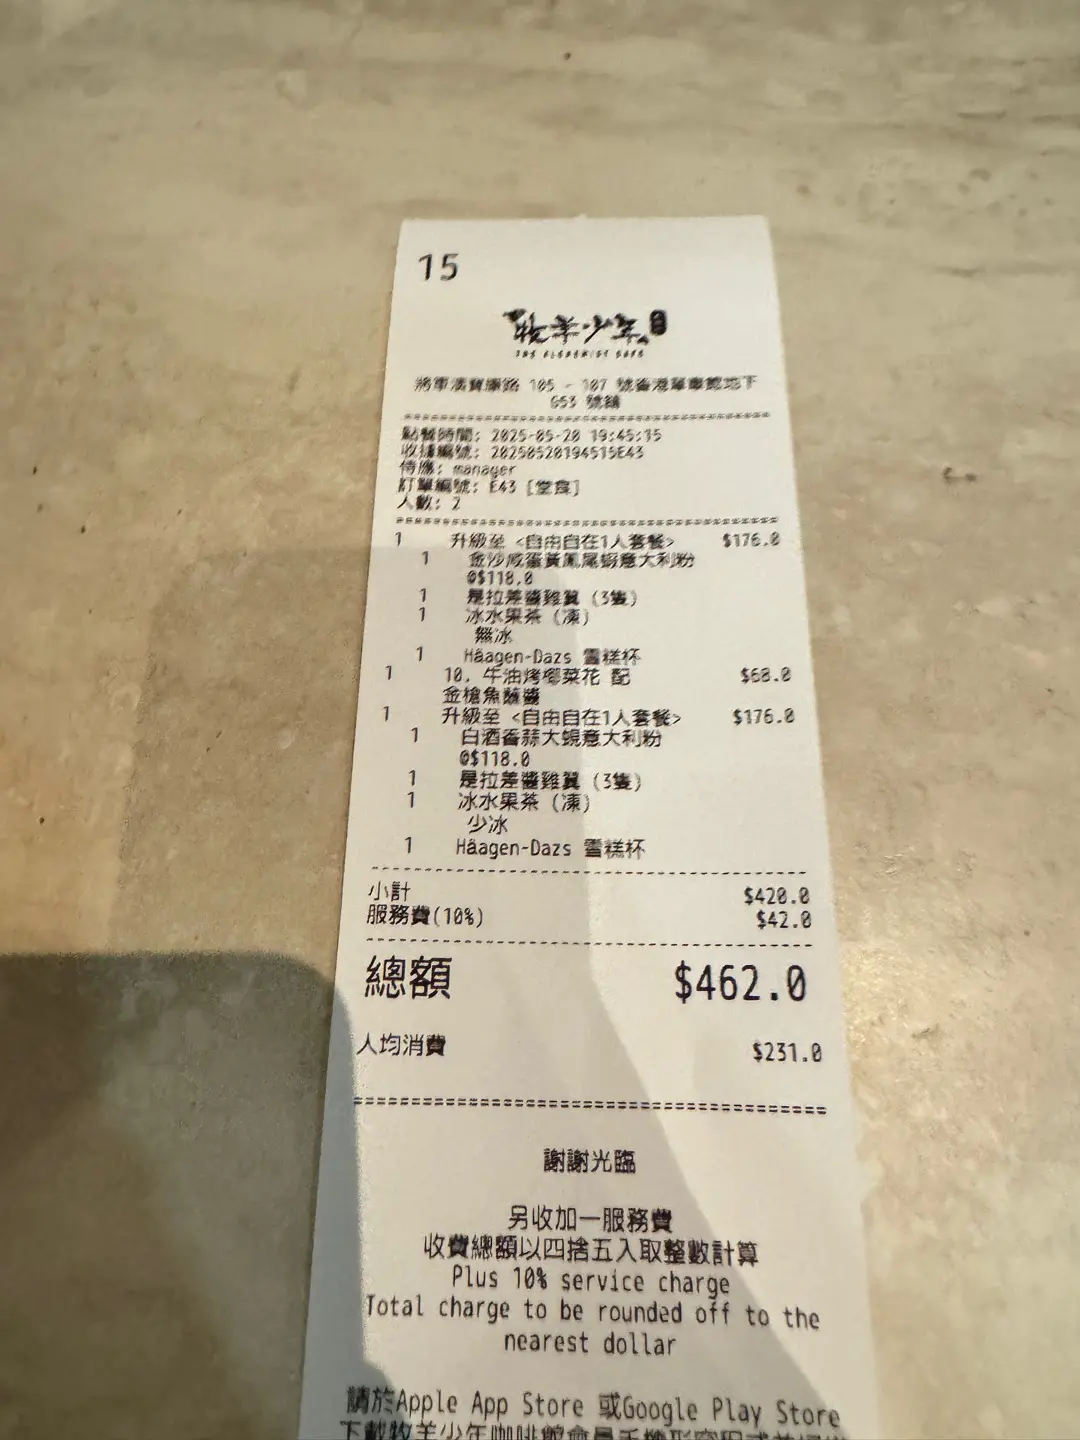 15
THE ALCHEMIST CAFE
將軍澳寶康路 105 - 107 號香港單車館地下
G53 號舖
點餐時間: 2025-05-20 19:45:15
收據編號: 20250520194515E43
侍應: manager
訂單編號: E43 [堂食]
人數: 2
1 升級至 <自由自在1人套餐> $176.0
1 金沙咸蛋黃鳳尾蝦意大利粉
@$118.0
1 是拉差醬雞翼 (3隻)
1 冰水果茶 (凍)
無冰
1 Häagen-Dazs 雪糕杯
1 10. 牛油烤椰菜花 配 $68.0
金槍魚醬
1 升級至 <自由自在1人套餐> $176.0
1 白酒香蒜大蜆意大利粉
@$118.0
1 是拉差醬雞翼 (3隻)
1 冰水果茶 (凍)
少冰
1 Häagen-Dazs 雪糕杯
小計 $420.0
服務費(10%) $42.0
總額 $462.0
人均消費 $231.0
謝謝光臨
另收加一服務費
收費總額以四捨五入取整數計算
Plus 10% service charge
Total charge to be rounded off to the
nearest dollar
請於Apple App Store 或Google Play Store
下載牧羊少年咖啡館會員手機應用程式